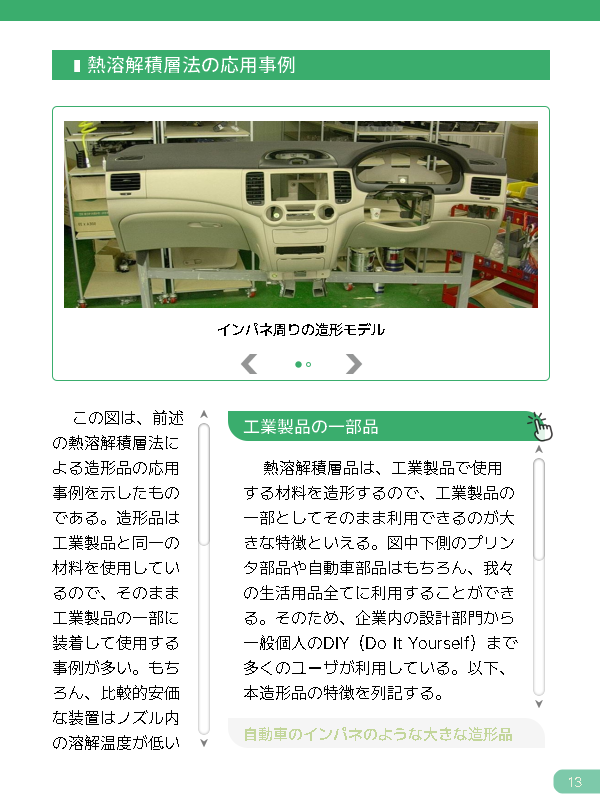 熱溶解積層法の応用事例
インパネ周りの造形モデル
この図は、前述
の熱溶解積層法に
よる造形品の応用
事例を示したもの
である。造形品は
工業製品と同一の
材料を使用してい
るので、そのまま
工業製品の一部に
装着して使用する
事例が多い。もち
ろん、比較的安価
な装置はノズル内
の溶解温度が低い
工業製品の一部品
熱溶解積層品は、工業製品で使用
する材料を造形するので、工業製品の
一部としてそのまま利用できるのが大
きな特徴といえる。図中下側のプリン
タ部品や自動車部品はもちろん、我々
の生活用品全てに利用することができ
る。そのため、企業内の設計部門から
一般個人のDIY（Do It Yourself）まで
多くのユーザが利用している。以下、
本造形品の特徴を列記する。
自動車のインパネのような大きな造形品
13